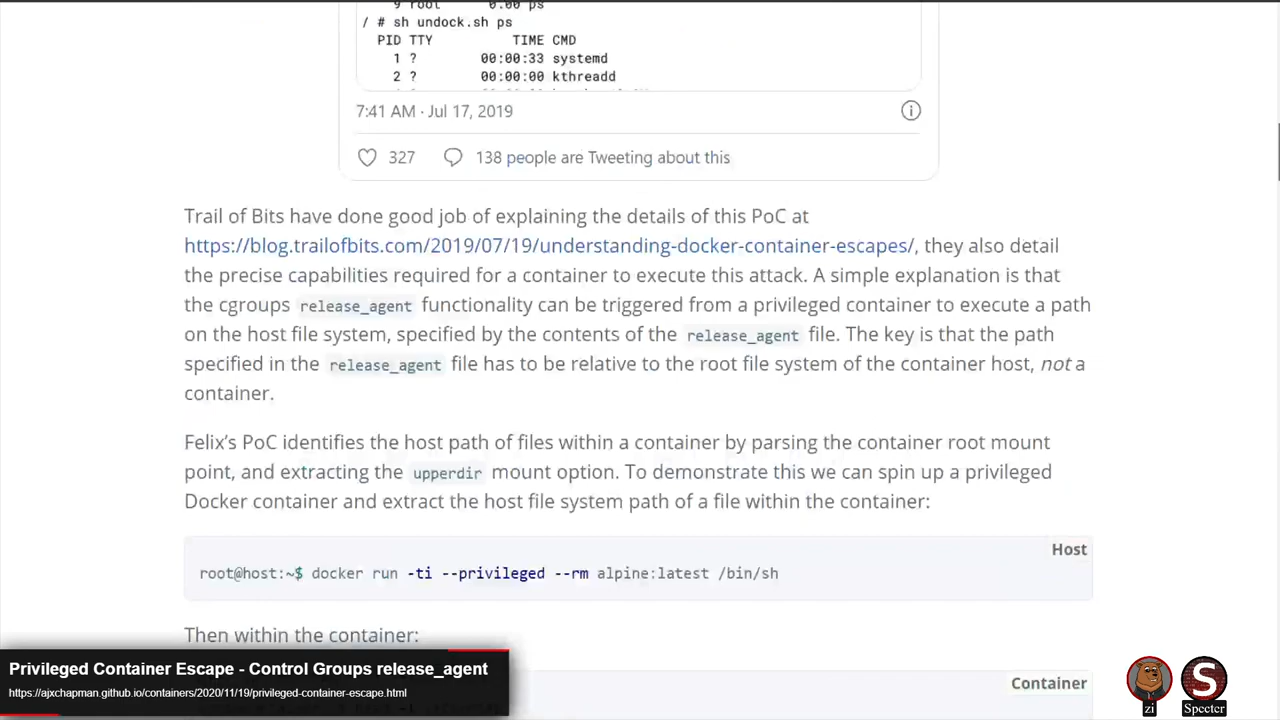 9 root 0.00 ps
/ # sh undock.sh ps
PID TTY TIME CMD
1 ? 00:00:33 systemd
2 ? 00:00:00 kthreadd
7:41 AM · Jul 17, 2019
327 138 people are Tweeting about this
Trail of Bits have done good job of explaining the details of this PoC at
https://blog.trailofbits.com/2019/07/19/understanding-docker-container-escapes/, they also detail
the precise capabilities required for a container to execute this attack. A simple explanation is that
the cgroups release_agent functionality can be triggered from a privileged container to execute a path
on the host file system, specified by the contents of the release_agent file. The key is that the path
specified in the release_agent file has to be relative to the root file system of the container host, not a
container.
Felix’s PoC identifies the host path of files within a container by parsing the container root mount
point, and extracting the upperdir mount option. To demonstrate this we can spin up a privileged
Docker container and extract the host file system path of a file within the container:
Host
root@host:~$ docker run -ti --privileged --rm alpine:latest /bin/sh
Then within the container:
Container
Privileged Container Escape - Control Groups release_agent
https://ajxchapman.github.io/containers/2020/11/19/privileged-container-escape.html
zi
S
Specter